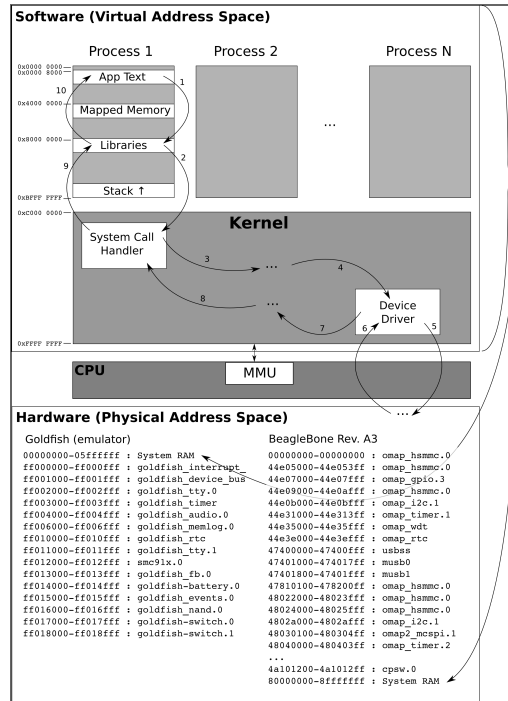 Software (Virtual Address Space)
Process 1
Process 2
Process N
0x0000 0000
0x0000 8000
App Text
1
10
0x4000 0000
Mapped Memory
...
0x8000 0000
Libraries
2
9
Stack ↑
0xBFFF FFFF
0xC000 0000
Kernel
System Call
Handler
3
...
4
8
...
Device
Driver
7
6
5
0xFFFF FFFF
CPU
MMU
...
Hardware (Physical Address Space)
Goldfish (emulator)
00000000-05ffffff : System RAM
ff000000-ff000fff : goldfish_interrupt_
ff001000-ff001fff : goldfish_device_bus
ff002000-ff002fff : goldfish_tty.0
ff003000-ff003fff : goldfish_timer
ff004000-ff004fff : goldfish_audio.0
ff006000-ff006fff : goldfish_memlog.0
ff010000-ff010fff : goldfish_rtc
ff011000-ff011fff : goldfish_tty.1
ff012000-ff012fff : smc91x.0
ff013000-ff013fff : goldfish_fb.0
ff014000-ff014fff : goldfish-battery.0
ff015000-ff015fff : goldfish_events.0
ff016000-ff016fff : goldfish_nand.0
ff017000-ff017fff : goldfish-switch.0
ff018000-ff018fff : goldfish-switch.1
BeagleBone Rev. A3
00000000-00000000 : omap_hsmmc.0
44e05000-44e053ff : omap_hsmmc.0
44e07000-44e07fff : omap_gpio.3
44e09000-44e0afff : omap_hsmmc.0
44e0b000-44e0bfff : omap_i2c.1
44e31000-44e313ff : omap_timer.1
44e35000-44e35fff : omap_wdt
44e3e000-44e3efff : omap_rtc
47400000-47400fff : usbss
47401000-474017ff : musb0
47401800-47401fff : musb1
47810100-478200ff : omap_hsmmc.0
48022000-48023fff : omap_hsmmc.0
48024000-48025fff : omap_hsmmc.0
4802a000-4802afff : omap_i2c.1
48030100-480304ff : omap2_mcspi.1
48040000-480403ff : omap_timer.2
...
4a101200-4a1012ff : cpsw.0
80000000-8fffffff : System RAM